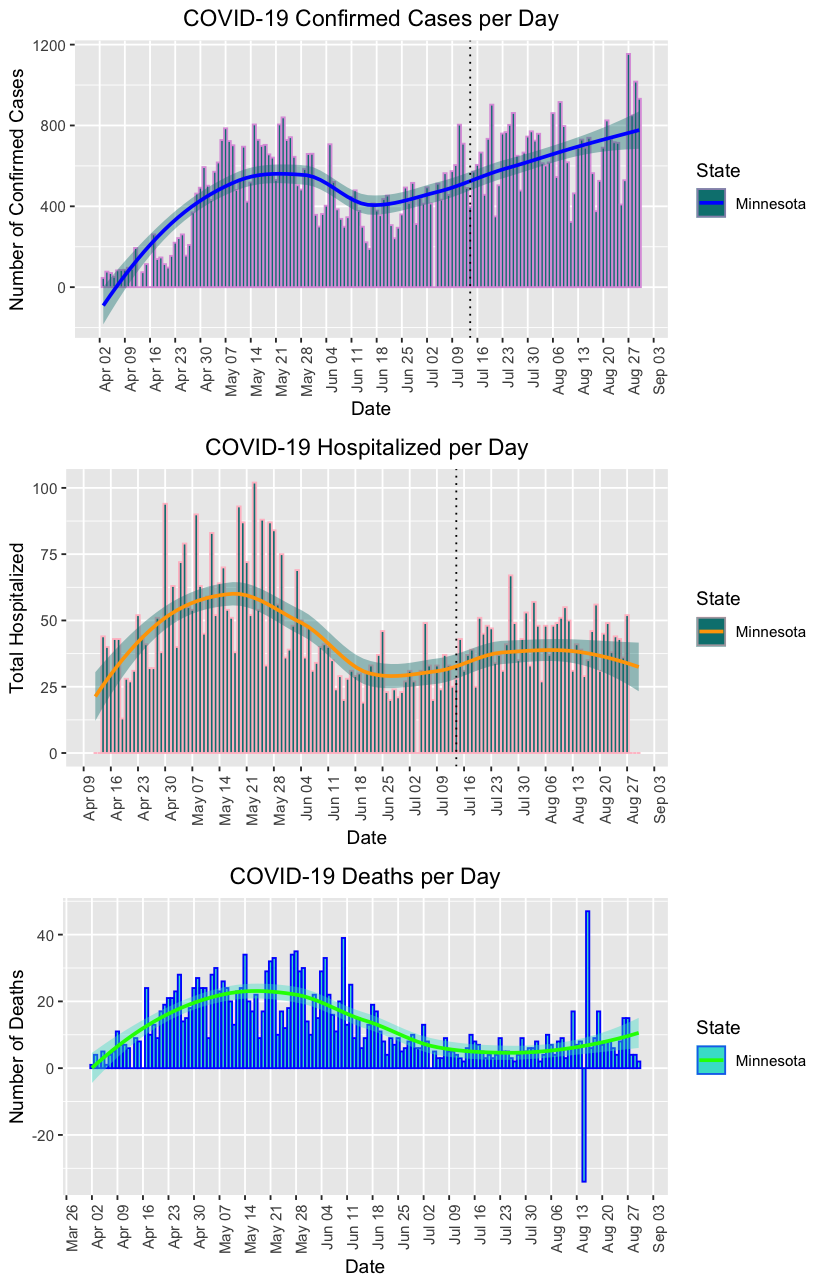 COVID-19 Confirmed Cases per Day
Number of Confirmed Cases
1200
800
400
0
Apr 02
Apr 09
Apr 16
Apr 23
Apr 30
May 07
May 14
May 21
May 28
Jun 04
Jun 11
Jun 18
Jun 25
Jul 02
Jul 09
Jul 16
Jul 23
Jul 30
Aug 06
Aug 13
Aug 20
Aug 27
Sep 03
Date
State
Minnesota
COVID-19 Hospitalized per Day
Total Hospitalized
100
75
50
25
0
Apr 09
Apr 16
Apr 23
Apr 30
May 07
May 14
May 21
May 28
Jun 04
Jun 11
Jun 18
Jun 25
Jul 02
Jul 09
Jul 16
Jul 23
Jul 30
Aug 06
Aug 13
Aug 20
Aug 27
Sep 03
Date
State
Minnesota
COVID-19 Deaths per Day
Number of Deaths
40
20
0
-20
Mar 26
Apr 02
Apr 09
Apr 16
Apr 23
Apr 30
May 07
May 14
May 21
May 28
Jun 04
Jun 11
Jun 18
Jun 25
Jul 02
Jul 09
Jul 16
Jul 23
Jul 30
Aug 06
Aug 13
Aug 20
Aug 27
Sep 03
Date
State
Minnesota